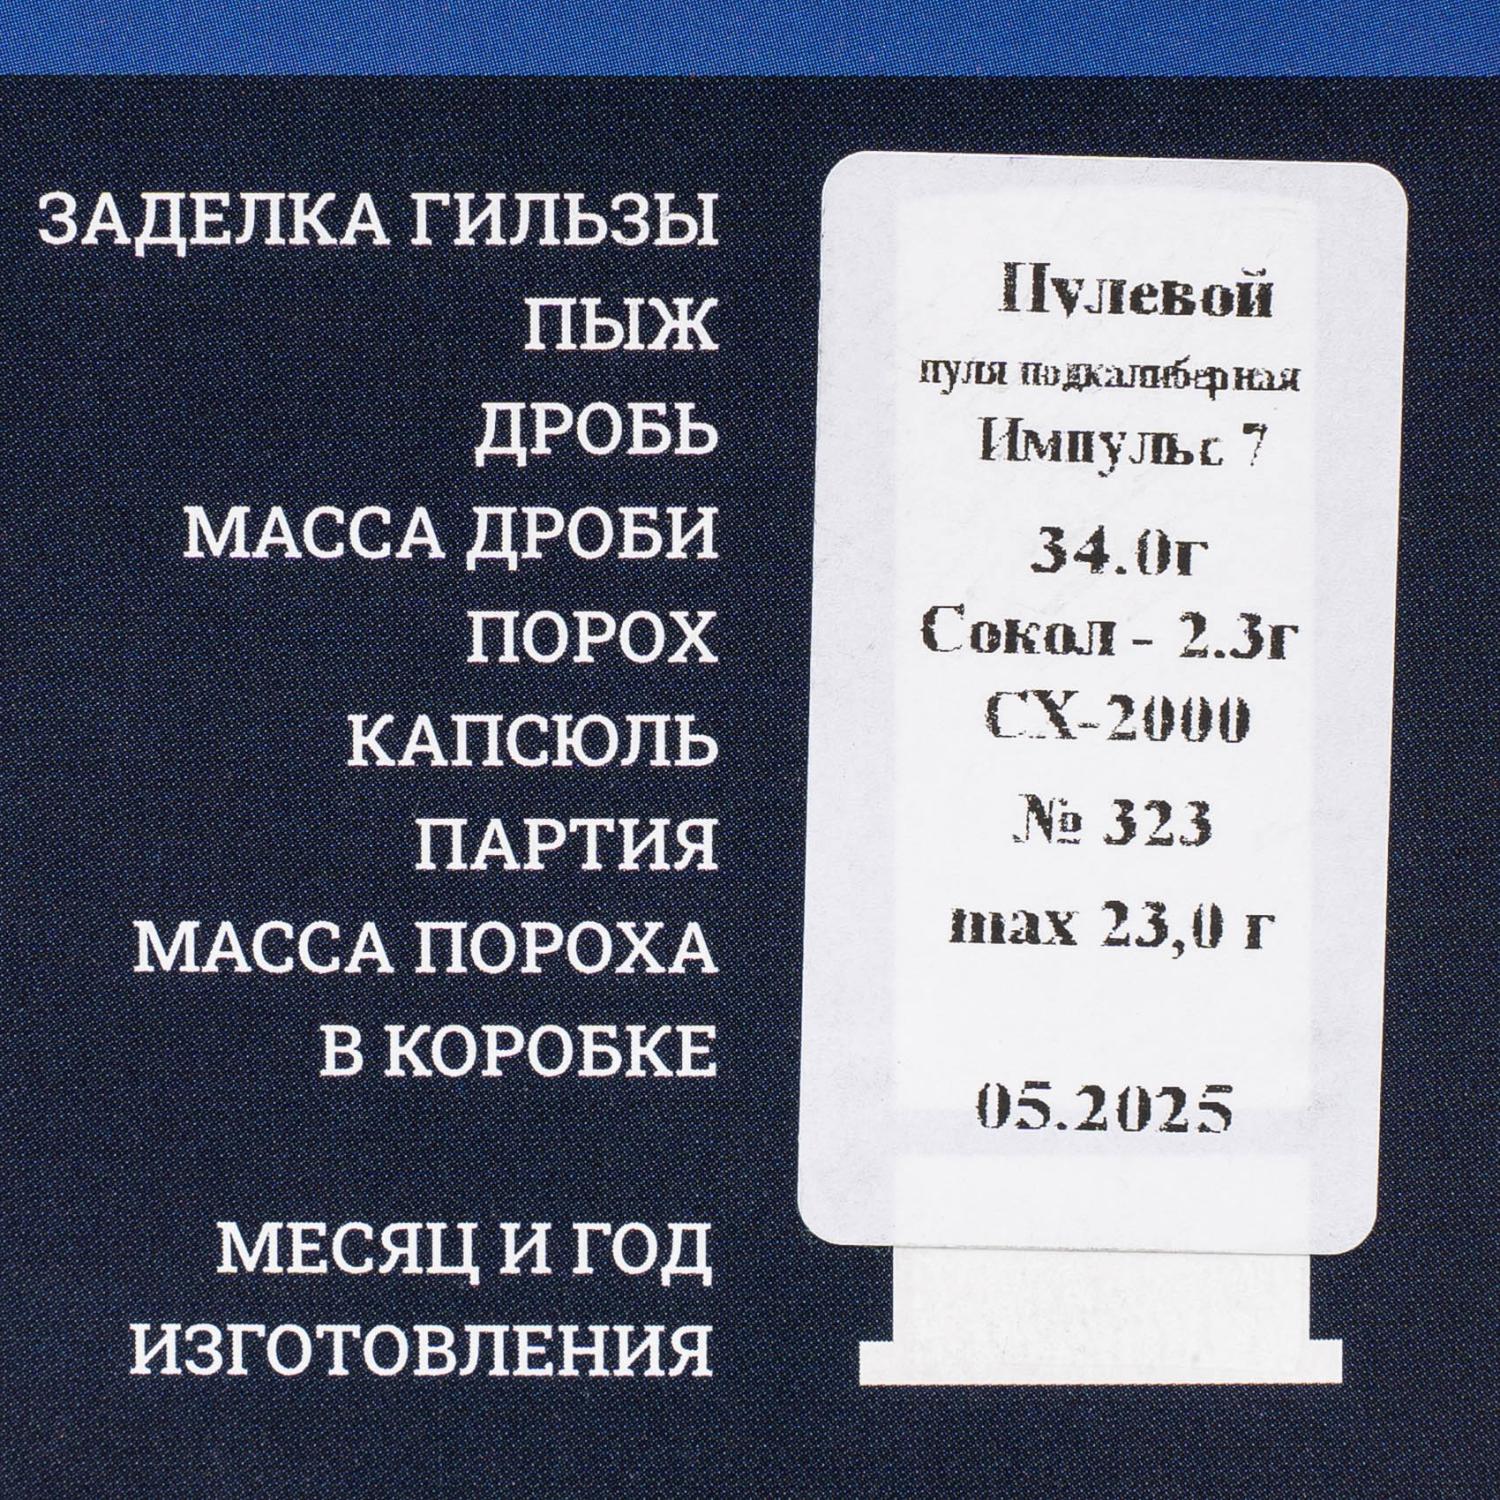 ЗАДЕЛКА ГИЛЬЗЫ
ПЫЖ
ДРОБЬ
МАССА ДРОБИ
ПОРОХ
КАПСЮЛЬ
ПАРТИЯ
МАССА ПОРОХА
В КОРОБКЕ
МЕСЯЦ И ГОД
ИЗГОТОВЛЕНИЯ
Пулевой
пуля подкалиберная
Импульс 7
34.0г
Сокол - 2.3г
СХ-2000
№ 323
max 23,0 г
05.2025